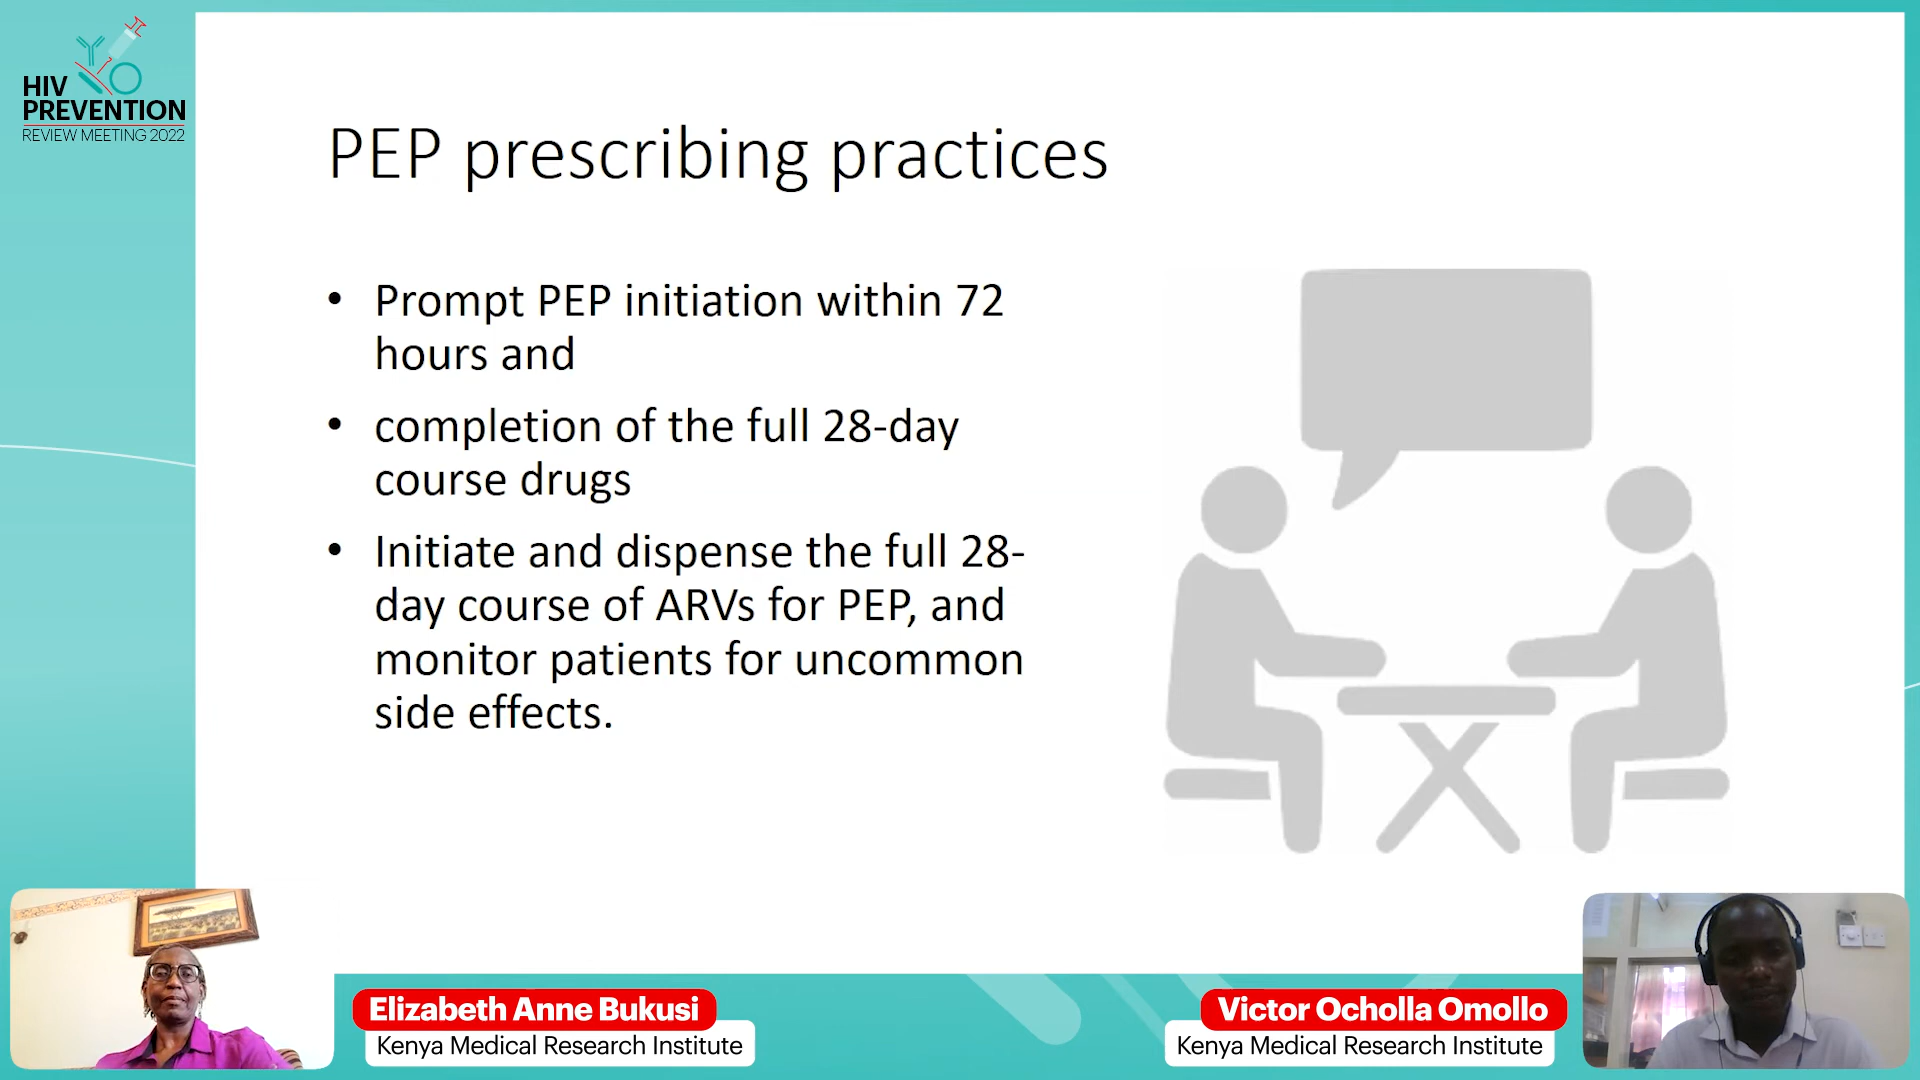 HIV
PREVENTION
REVIEW MEETING 2022
PEP prescribing practices
• Prompt PEP initiation within 72
hours and
• completion of the full 28-day
course drugs
• Initiate and dispense the full 28-
day course of ARVs for PEP, and
monitor patients for uncommon
side effects.
Elizabeth Anne Bukusi
Kenya Medical Research Institute
Victor Ocholla Omollo
Kenya Medical Research Institute